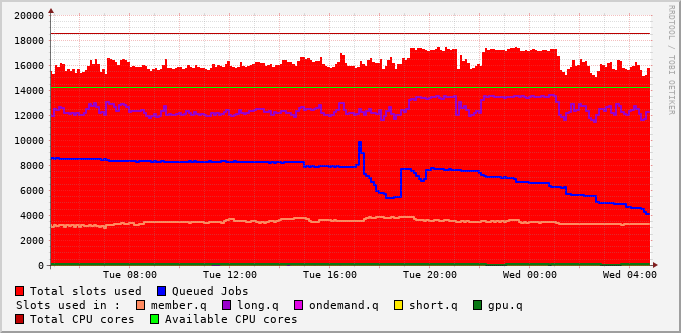 20000
18000
16000
14000
12000
10000
8000
6000
4000
2000
0
Tue 08:00 Tue 12:00 Tue 16:00 Tue 20:00 Wed 00:00 Wed 04:00
RRDTOOL / TOBI OETIKER
Total slots used Queued Jobs
Slots used in : member.q long.q ondemand.q short.q gpu.q
Total CPU cores Available CPU cores